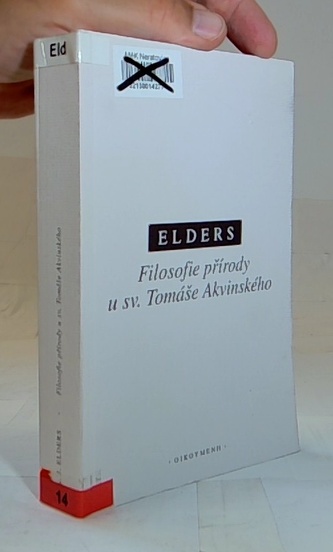 Eld
ELDERS
Filosofie přírody
u sv. Tomáše Akvinského
· OIKOYMENH ·
J. ELDERS · Filosofie přírody u sv. Tomáše Akvinského
14